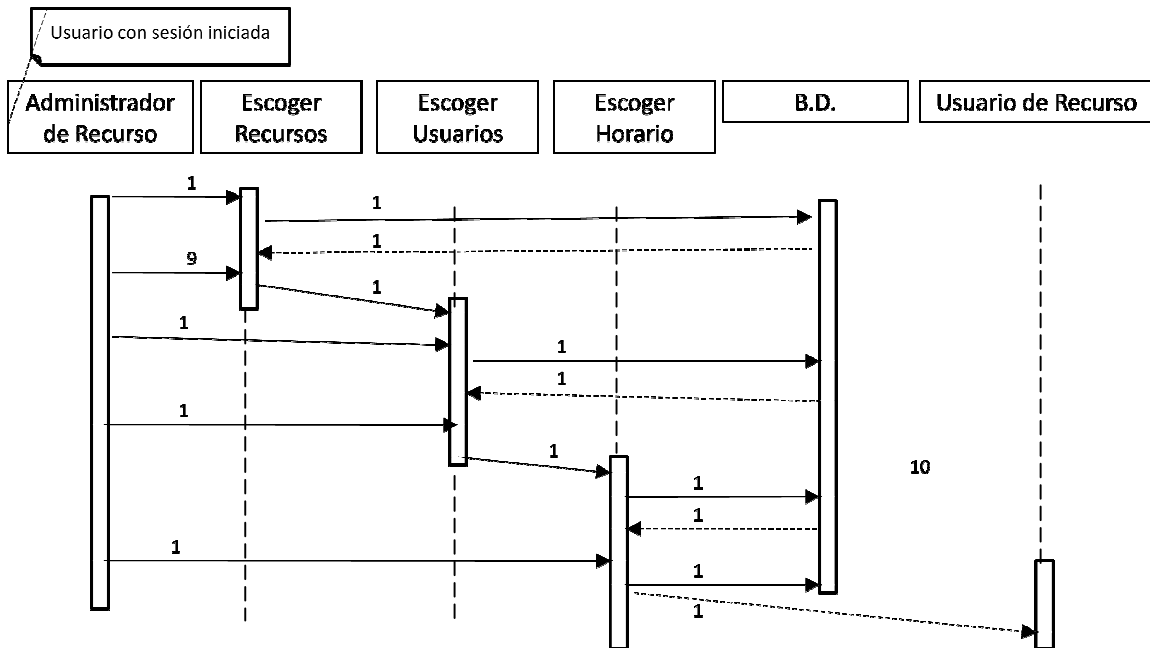 Usuario con sesión iniciada
Administrador
de Recurso
Escoger
Recursos
Escoger
Usuarios
Escoger
Horario
B.D.
Usuario de Recurso
1
1
1
9
1
1
1
1
1
1
10
1
1
1
1
1